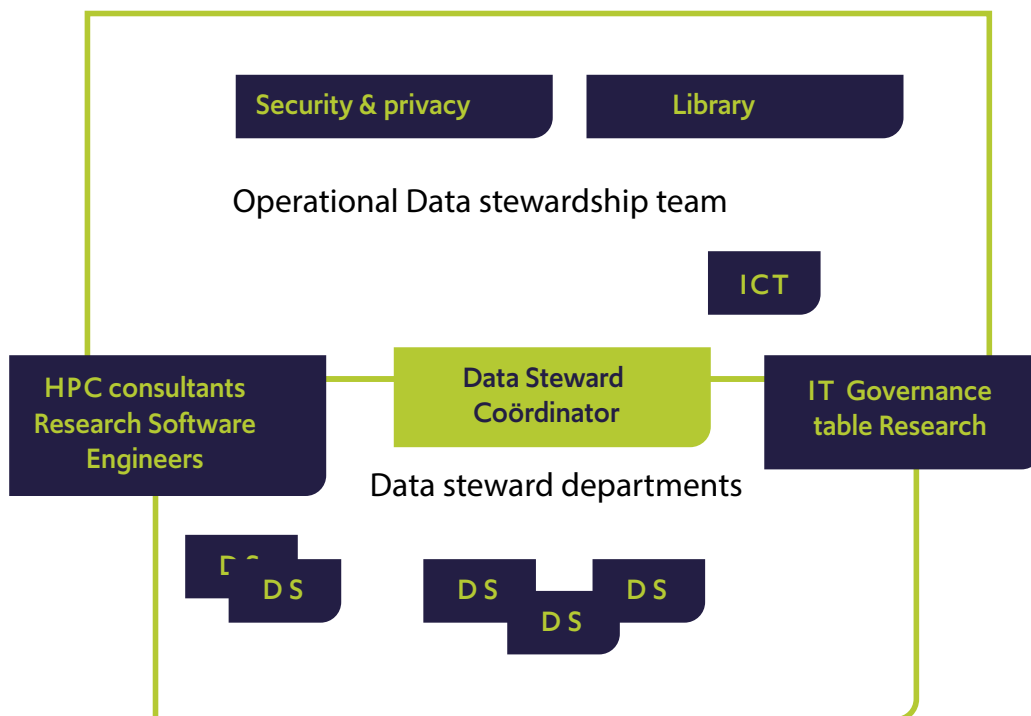 Security & privacy
Library
Operational Data stewardship team
ICT
HPC consultants
Research Software
Engineers
Data Steward
Coördinator
IT Governance
table Research
Data steward departments
DS
DS
DS
DS
DS